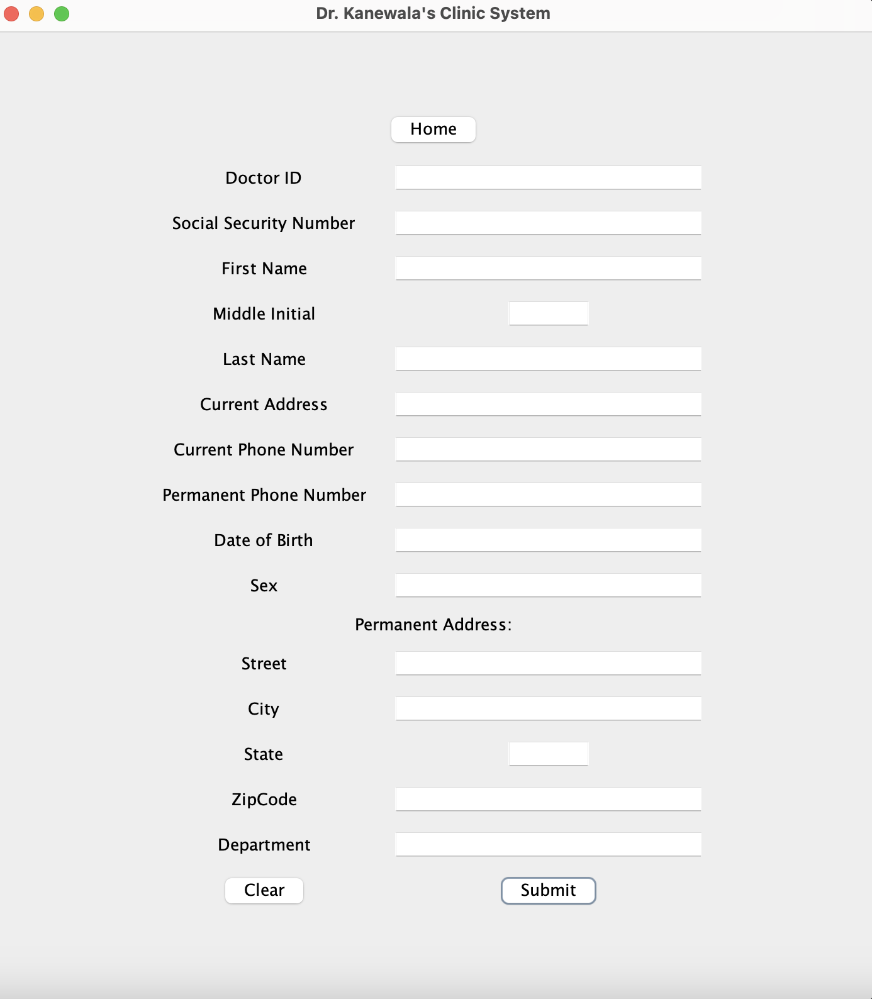 Dr. Kanewala's Clinic System
Home
Doctor ID
Social Security Number
First Name
Middle Initial
Last Name
Current Address
Current Phone Number
Permanent Phone Number
Date of Birth
Sex
Permanent Address:
Street
City
State
ZipCode
Department
Clear
Submit